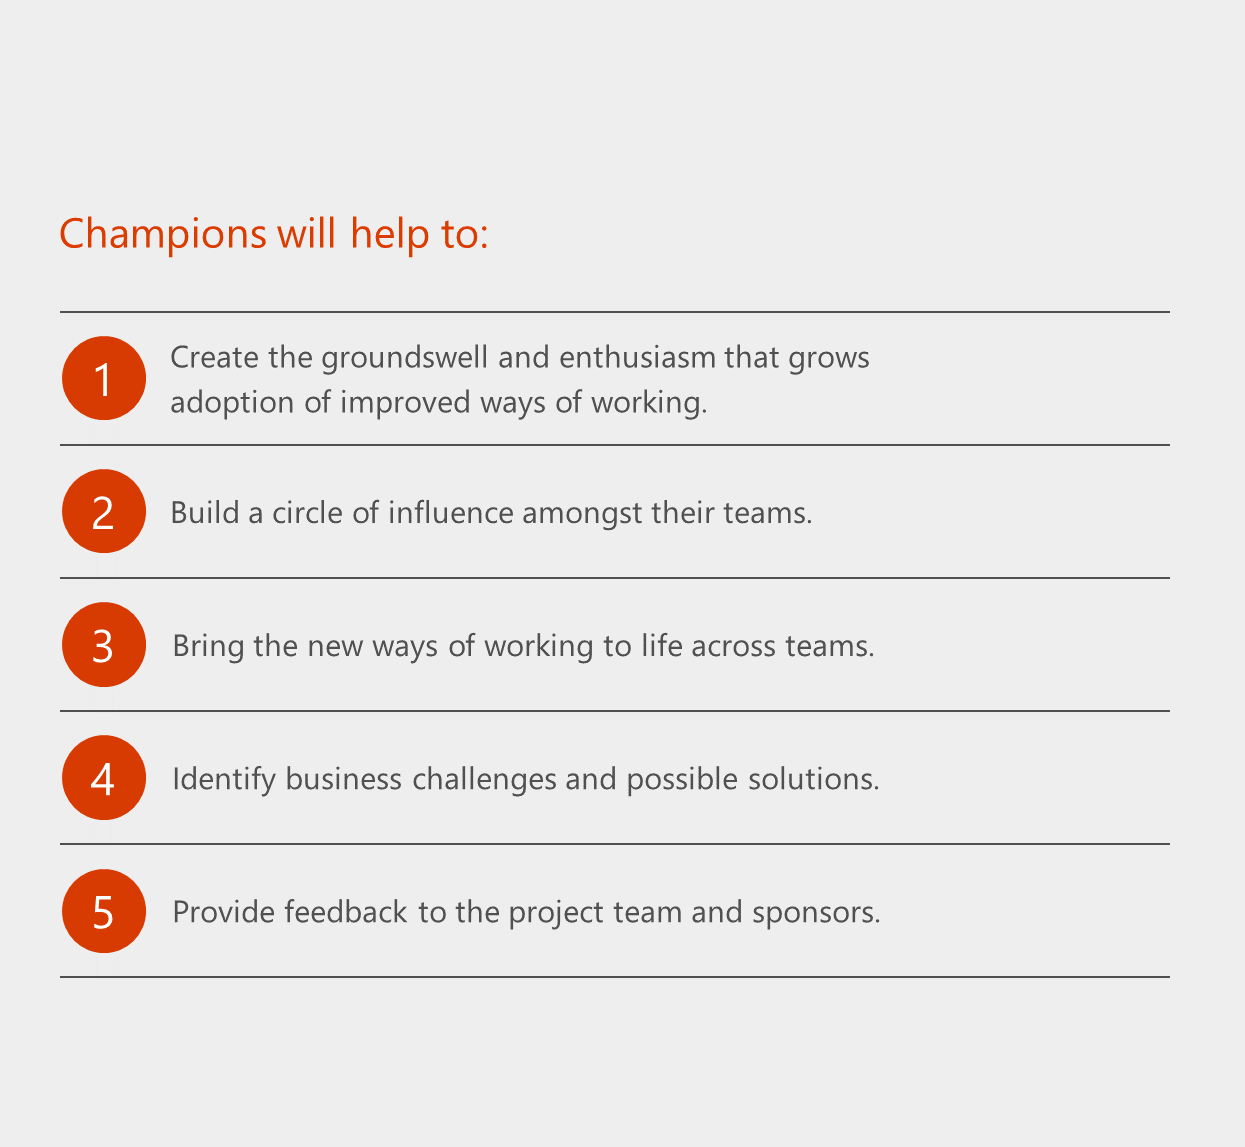 Champions will help to:
1
Create the groundswell and enthusiasm that grows
adoption of improved ways of working.
2
Build a circle of influence amongst their teams.
3
Bring the new ways of working to life across teams.
4
Identify business challenges and possible solutions.
5
Provide feedback to the project team and sponsors.